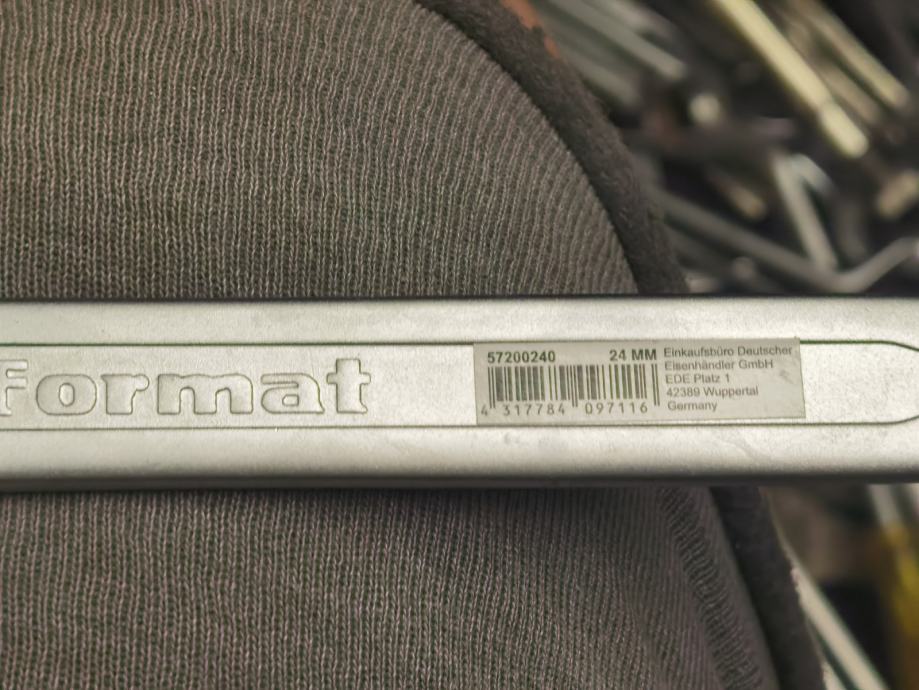 format
57200240 24 MM
4 317784 097116
Einkaufsbüro Deutscher
Eisenhändler GmbH
EDE Platz 1
42389 Wuppertal
Germany